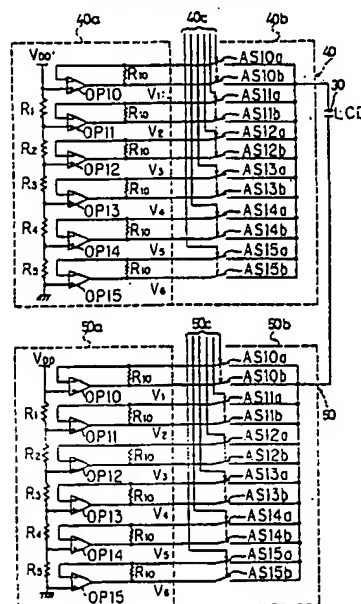 40a 40c 40b
VDD' AS10a 40
R10 AS10b
OP10 V1 AS11a 30
R1 R10 AS11b LCD
OP11 V2 AS12a
R2 R10 AS12b
OP12 V3 AS13a
R3 R10 AS13b
OP13 V4 AS14a
R4 R10 AS14b
OP14 V5 AS15a
R5 R10 AS15b
OP15 V6
50a 50c 50b
VDD AS10a
R10 AS10b
OP10 V1 AS11a 50
R1 R10 AS11b
OP11 V2 AS12a
R2 R10 AS12b
OP12 V3 AS13a
R3 R10 AS13b
OP13 V4 AS14a
R4 R10 AS14b
OP14 V5 AS15a
R5 R10 AS15b
OP15 V6